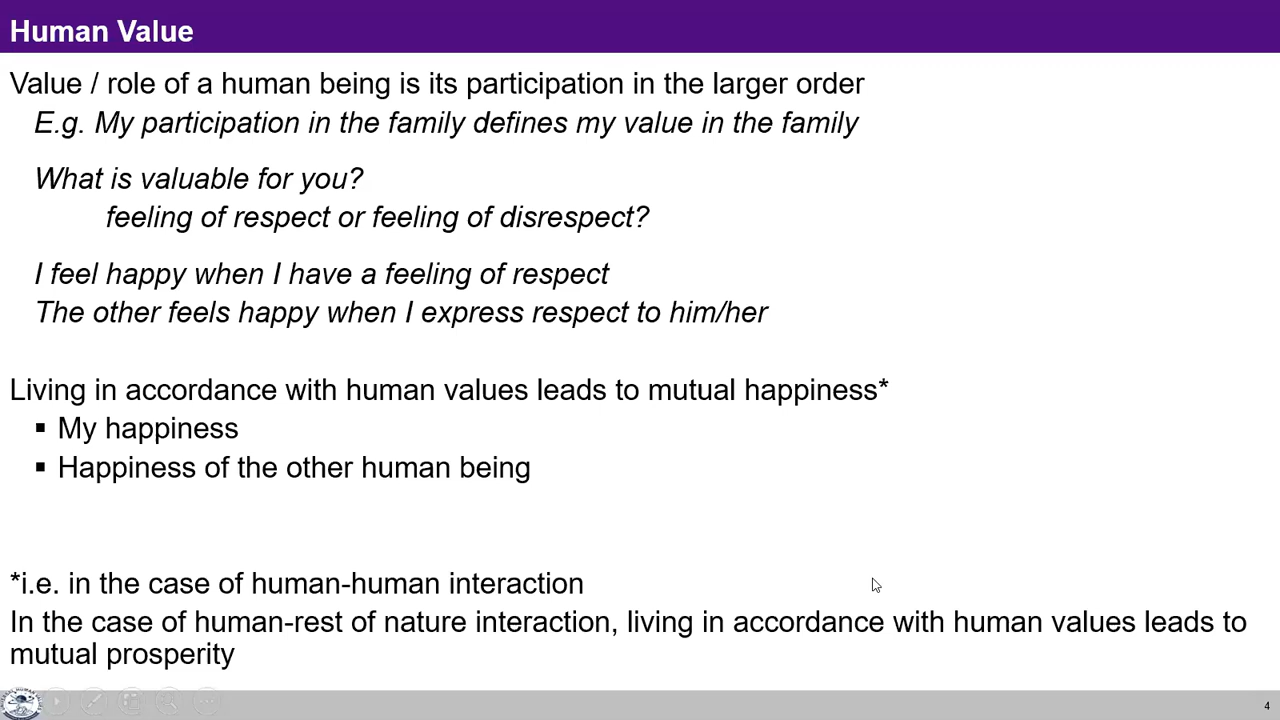 Human Value
Value / role of a human being is its participation in the larger order
E.g. My participation in the family defines my value in the family
What is valuable for you?
feeling of respect or feeling of disrespect?
I feel happy when I have a feeling of respect
The other feels happy when I express respect to him/her
Living in accordance with human values leads to mutual happiness*
▪ My happiness
▪ Happiness of the other human being
*i.e. in the case of human-human interaction
In the case of human-rest of nature interaction, living in accordance with human values leads to
mutual prosperity
4